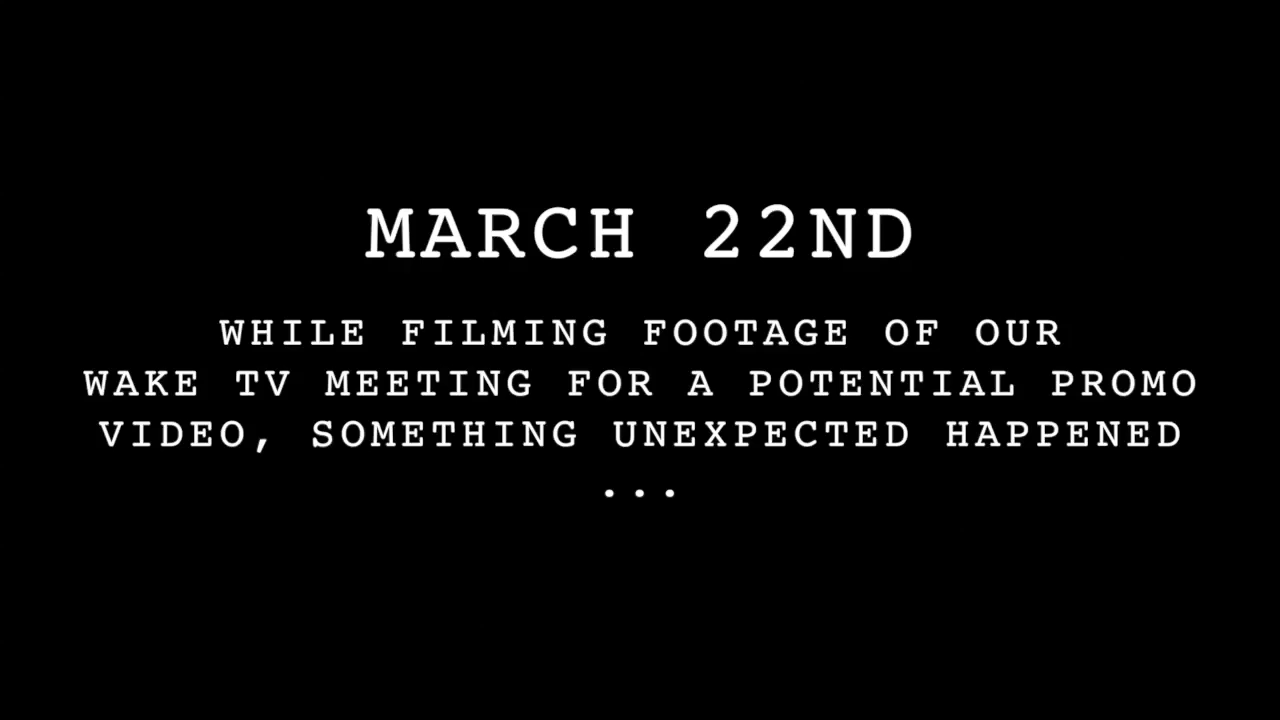 MARCH 22ND
WHILE FILMING FOOTAGE OF OUR
WAKE TV MEETING FOR A POTENTIAL PROMO
VIDEO, SOMETHING UNEXPECTED HAPPENED
...